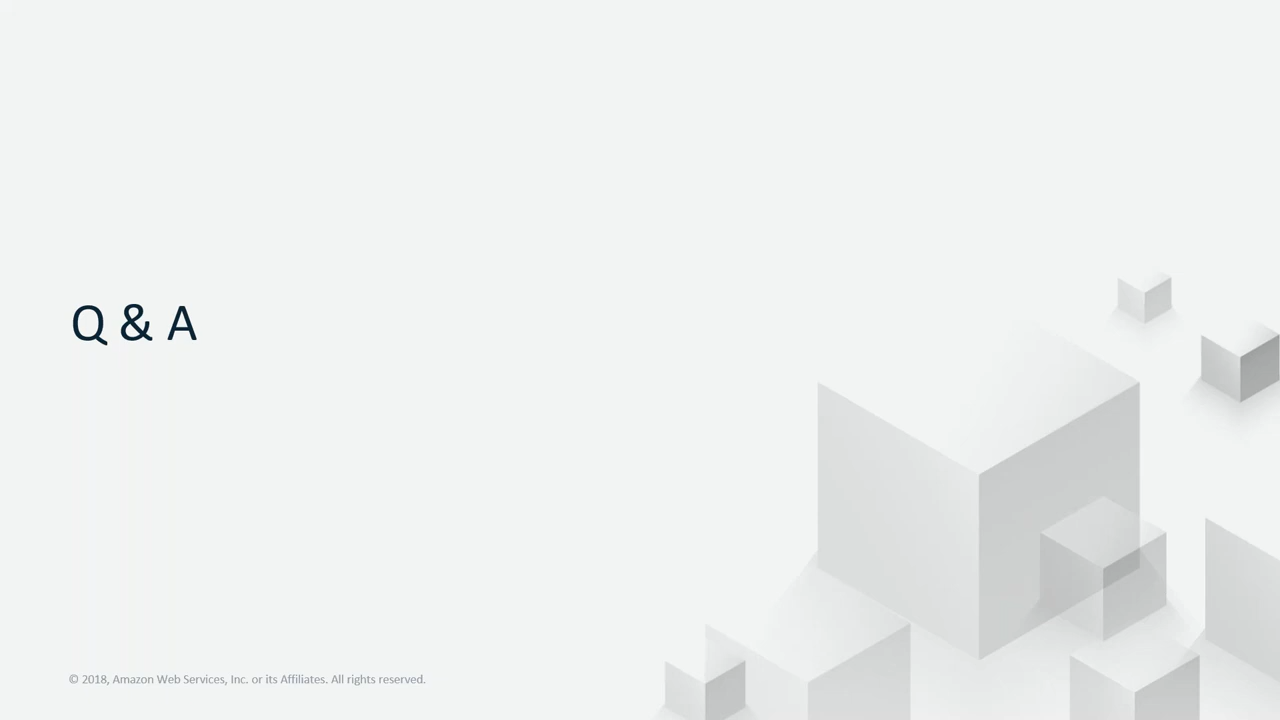 Q & A
© 2018, Amazon Web Services, Inc. or its Affiliates. All rights reserved.